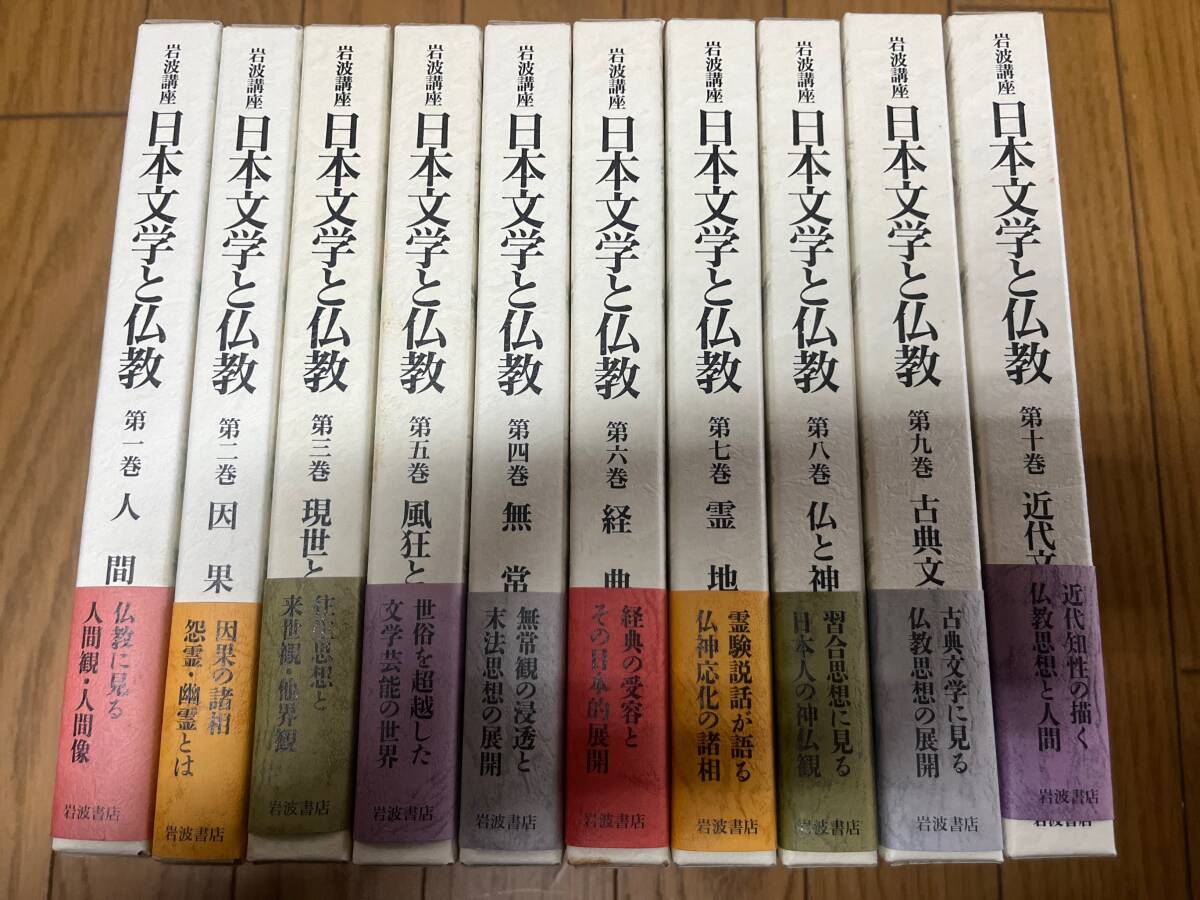 岩波講座
日本文学と仏教
第一巻
人間
仏教に見る
人間観・人間像
岩波書店
岩波講座
日本文学と仏教
第二巻
因果
因果の諸相
怨霊・幽霊とは
岩波書店
岩波講座
日本文学と仏教
第三巻
現世と
往生思想と
来世観・他界観
岩波書店
岩波講座
日本文学と仏教
第五巻
風狂と
世俗を超越した
文学芸能の世界
岩波書店
岩波講座
日本文学と仏教
第四巻
無常
無常観の浸透と
末法思想の展開
岩波書店
岩波講座
日本文学と仏教
第六巻
経典
経典の受容と
その日本的展開
岩波書店
岩波講座
日本文学と仏教
第七巻
霊地
霊験説話が語る
仏神応化の諸相
岩波書店
岩波講座
日本文学と仏教
第八巻
仏と神
習合思想に見る
日本人の神仏観
岩波書店
岩波講座
日本文学と仏教
第九巻
古典文
古典文学に見る
仏教思想の展開
岩波書店
岩波講座
日本文学と仏教
第十巻
近代文
近代知性の描く
仏教思想と人間
岩波書店
岩波書店